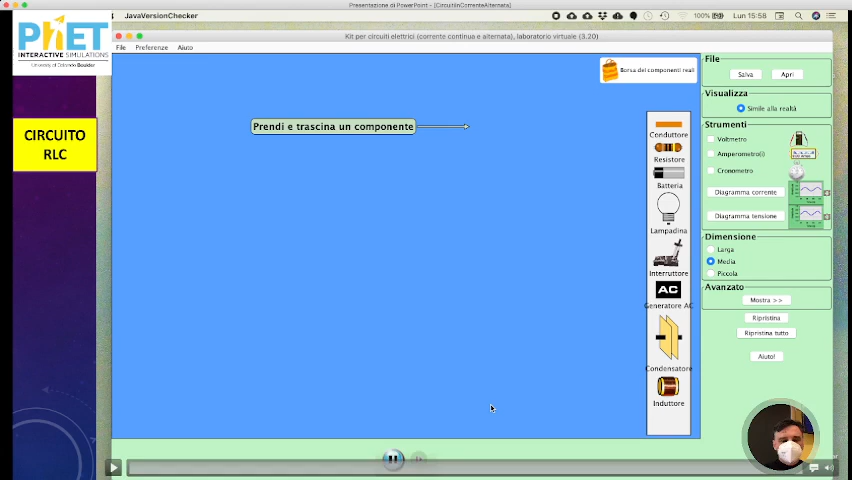 Presentazione di PowerPoint - [CircuitiInCorrenteAlternata]
JavaVersionChecker
100%
Lun 15:58
PhET
INTERACTIVE SIMULATIONS
University of Colorado Boulder
Kit per circuiti elettrici (corrente continua e alternata), laboratorio virtuale (3.20)
File Preferenze Aiuto
CIRCUITO
RLC
Prendi e trascina un componente
Borsa dei componenti reali
Conduttore
Resistore
Batteria
Lampadina
Interruttore
AC
Generatore AC
Condensatore
Induttore
File
Salva Apri
Visualizza
Simile alla realtà
Strumenti
Voltmetro
Amperometro(i)
Cronometro
Diagramma corrente
Diagramma tensione
Dimensione
Larga
Media
Piccola
Avanzato
Mostra >>
Ripristina
Ripristina tutto
Aiuto!